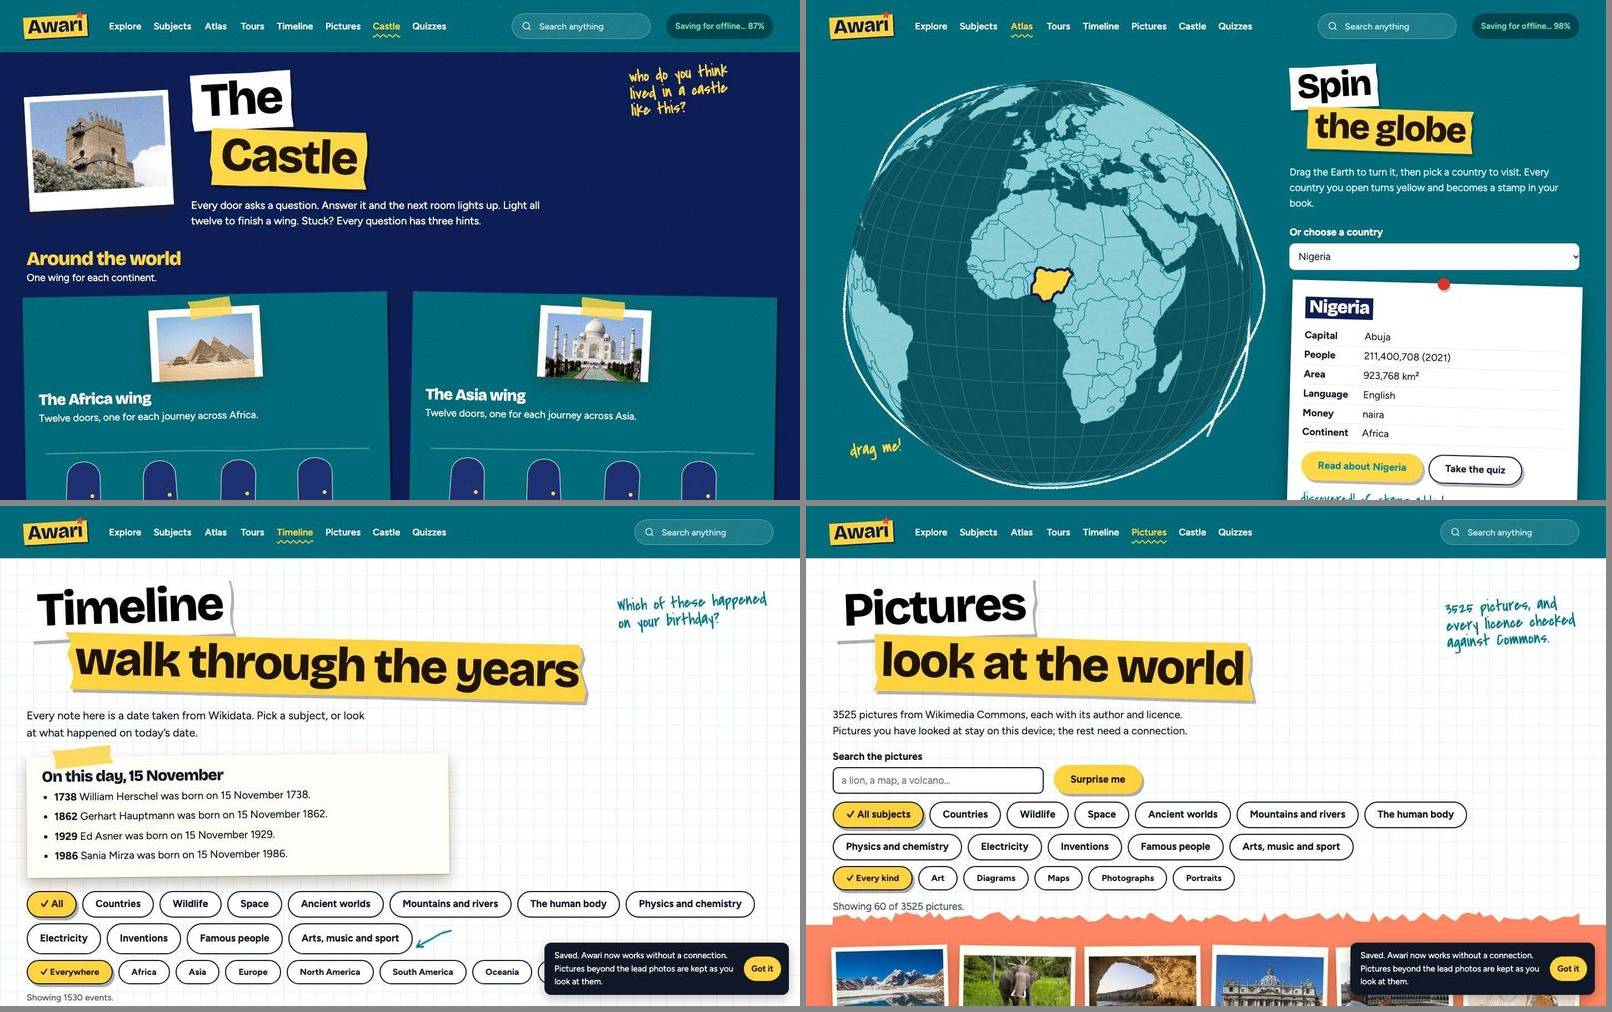 Awari
Explore Subjects Atlas Tours Timeline Pictures Castle Quizzes
Search anything
Saving for offline... 87%
The
Castle
who do you think
lived in a castle
like this?
Every door asks a question. Answer it and the next room lights up. Light all
twelve to finish a wing. Stuck? Every question has three hints.
Around the world
One wing for each continent.
The Africa wing
Twelve doors, one for each journey across Africa.
The Asia wing
Twelve doors, one for each journey across Asia.
Awari
Explore Subjects Atlas Tours Timeline Pictures Castle Quizzes
Search anything
Saving for offline... 98%
Spin
the globe
Drag the Earth to turn it, then pick a country to visit. Every
country you open turns yellow and becomes a stamp in your
book.
Or choose a country
Nigeria
Nigeria
Capital Abuja
People 211,400,708 (2021)
Area 923,768 km²
Language English
Money naira
Continent Africa
Read about Nigeria
Take the quiz
drag me!
Awari
Explore Subjects Atlas Tours Timeline Pictures Castle Quizzes
Search anything
Timeline
walk through the years
Which of these happened
on your birthday?
Every note here is a date taken from Wikidata. Pick a subject, or look
at what happened on today's date.
On this day, 15 November
• 1738 William Herschel was born on 15 November 1738.
• 1862 Gerhart Hauptmann was born on 15 November 1862.
• 1929 Ed Asner was born on 15 November 1929.
• 1986 Sania Mirza was born on 15 November 1986.
✓ All Countries Wildlife Space Ancient worlds Mountains and rivers The human body Physics and chemistry
Electricity Inventions Famous people Arts, music and sport
✓ Everywhere Africa Asia Europe North America South America Oceania
Showing 1530 events.
Saved. Awari now works without a connection.
Pictures beyond the lead photos are kept as you
look at them.
Got it
Awari
Explore Subjects Atlas Tours Timeline Pictures Castle Quizzes
Search anything
Pictures
look at the world
3525 pictures, and
every licence checked
against Commons.
3525 pictures from Wikimedia Commons, each with its author and licence.
Pictures you have looked at stay on this device; the rest need a connection.
Search the pictures
a lion, a map, a volcano...
Surprise me
✓ All subjects Countries Wildlife Space Ancient worlds Mountains and rivers The human body
Physics and chemistry Electricity Inventions Famous people Arts, music and sport
✓ Every kind Art Diagrams Maps Photographs Portraits
Showing 60 of 3525 pictures.
Saved. Awari now works without a connection.
Pictures beyond the lead photos are kept as you
look at them.
Got it